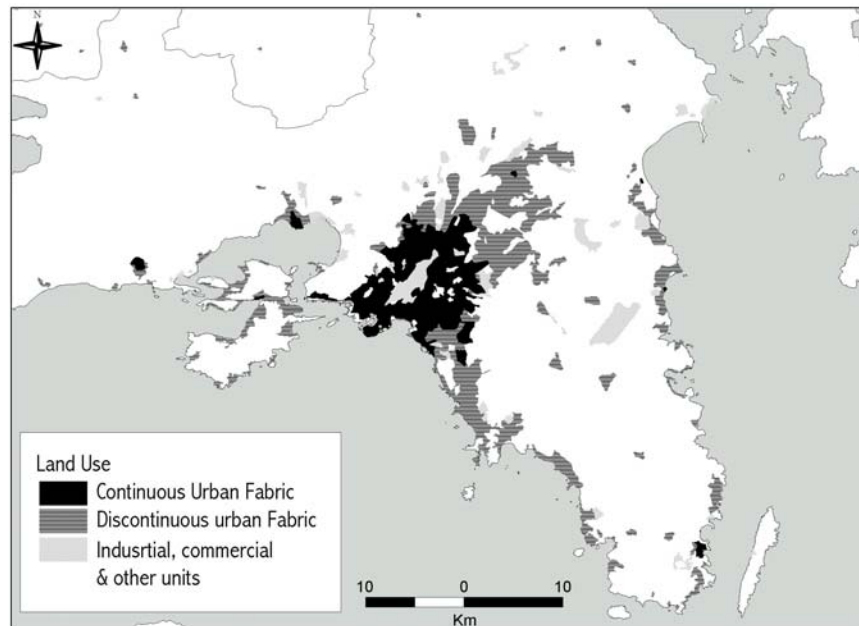 N
Land Use
Continuous Urban Fabric
Discontinuous urban Fabric
Indusrtial, commercial
& other units
10 0 10
Km